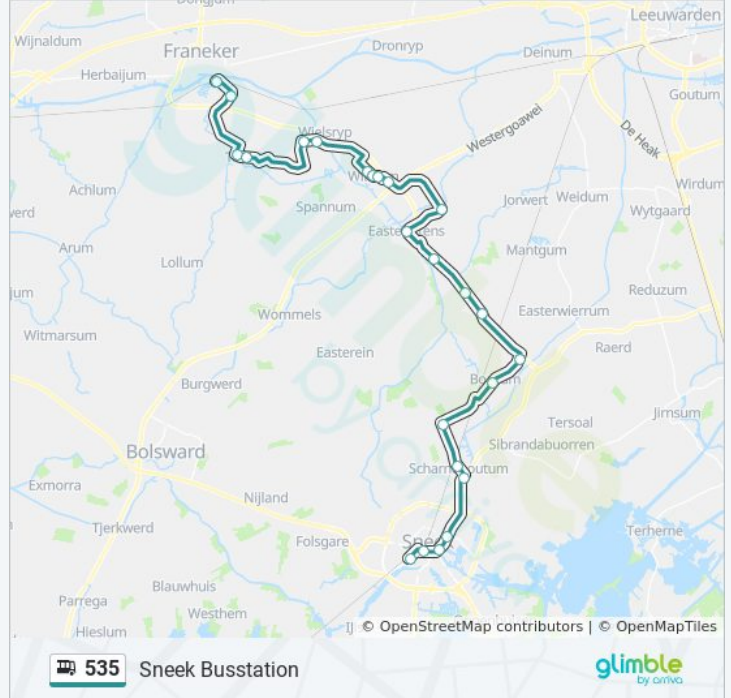 Dongjum
Leeuwarden
Wijnaldum
Franeker
Dronryp
Deinum
Herbaijum
Goutum
Westergoawei
De Heak
Wielsryp
Achlum
Wirdum
Spannum
Jorwert
Weidum
Wytgaard
Arum
Mantgum
Lollum
Reduzum
Wommels
Easterwierrum
Witmarsum
Easterein
Raerd
Burgwerd
Jirnsum
Tersoal
Bolsward
Sibrandabuorren
Exmorra
Nijland
Tjerkwerd
Folsgare
Terherne
Blauwhuis
Parrega
Westhem
Hieslum
© OpenStreetMap contributors | © OpenMapTiles
535 Sneek Busstation
glimble
by arriva